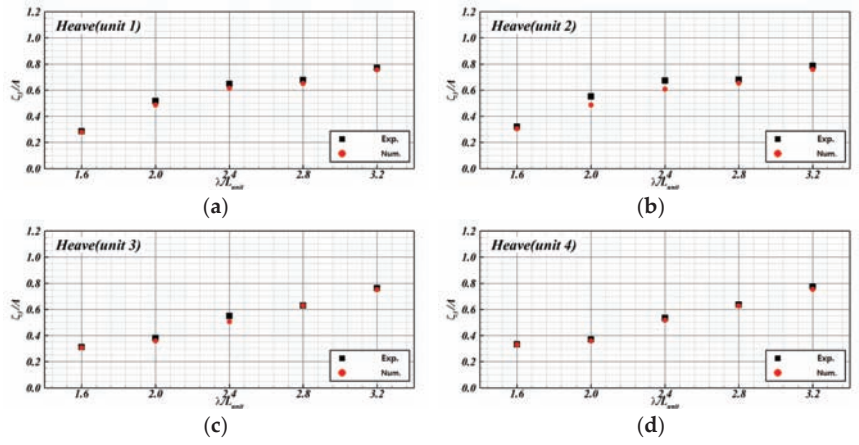 Heave(unit 1)
1.2
1.0
0.8
0.6
0.4
0.2
0.0
ζ₃/A
1.6
2.0
2.4
2.8
3.2
λ/L_unit
Exp.
Num.
(a)
Heave(unit 2)
1.2
1.0
0.8
0.6
0.4
0.2
0.0
ζ₃/A
1.6
2.0
2.4
2.8
3.2
λ/L_unit
Exp.
Num.
(b)
Heave(unit 3)
1.2
1.0
0.8
0.6
0.4
0.2
0.0
ζ₃/A
1.6
2.0
2.4
2.8
3.2
λ/L_unit
Exp.
Num.
(c)
Heave(unit 4)
1.2
1.0
0.8
0.6
0.4
0.2
0.0
ζ₃/A
1.6
2.0
2.4
2.8
3.2
λ/L_unit
Exp.
Num.
(d)